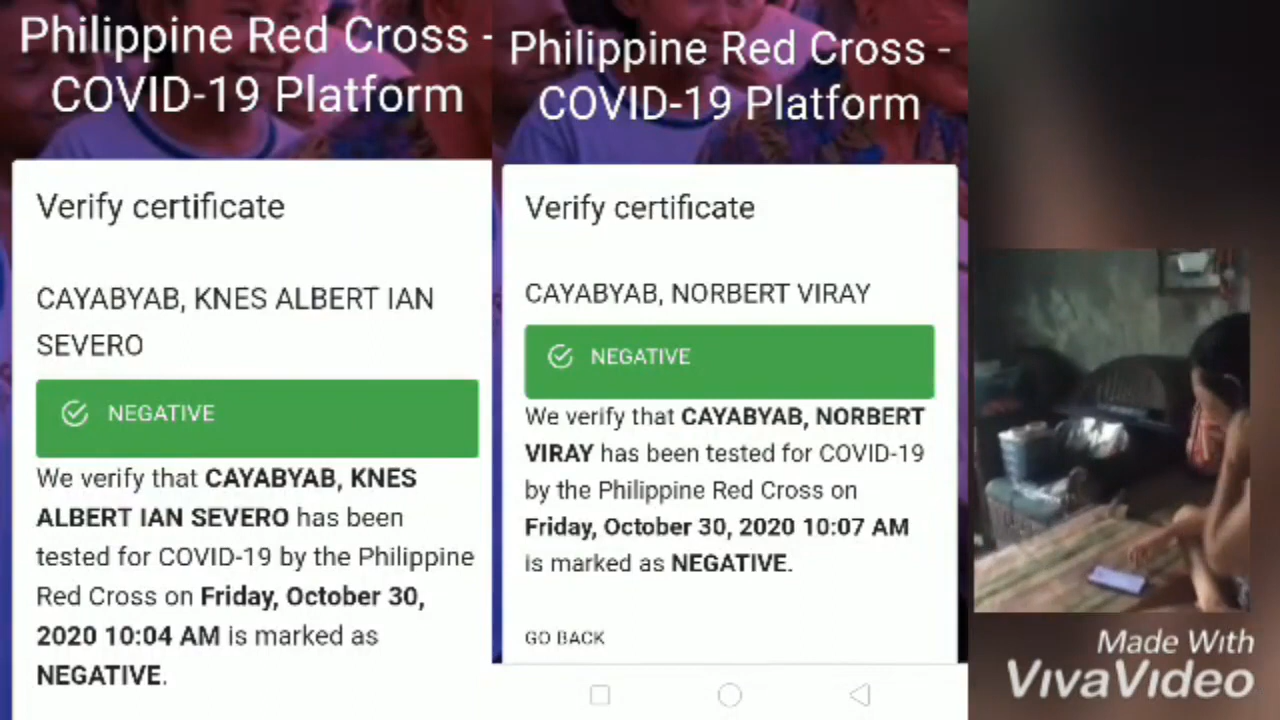 Philippine Red Cross -
COVID-19 Platform
Verify certificate
CAYABYAB, KNES ALBERT IAN
SEVERO
NEGATIVE
We verify that CAYABYAB, KNES
ALBERT IAN SEVERO has been
tested for COVID-19 by the Philippine
Red Cross on Friday, October 30,
2020 10:04 AM is marked as
NEGATIVE.
Philippine Red Cross -
COVID-19 Platform
Verify certificate
CAYABYAB, NORBERT VIRAY
NEGATIVE
We verify that CAYABYAB, NORBERT
VIRAY has been tested for COVID-19
by the Philippine Red Cross on
Friday, October 30, 2020 10:07 AM
is marked as NEGATIVE.
GO BACK
Made With
VivaVideo